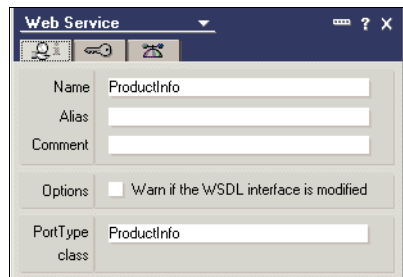 Web Service ? X
Name ProductInfo
Alias
Comment
Options Warn if the WSDL interface is modified
PortType ProductInfo
class